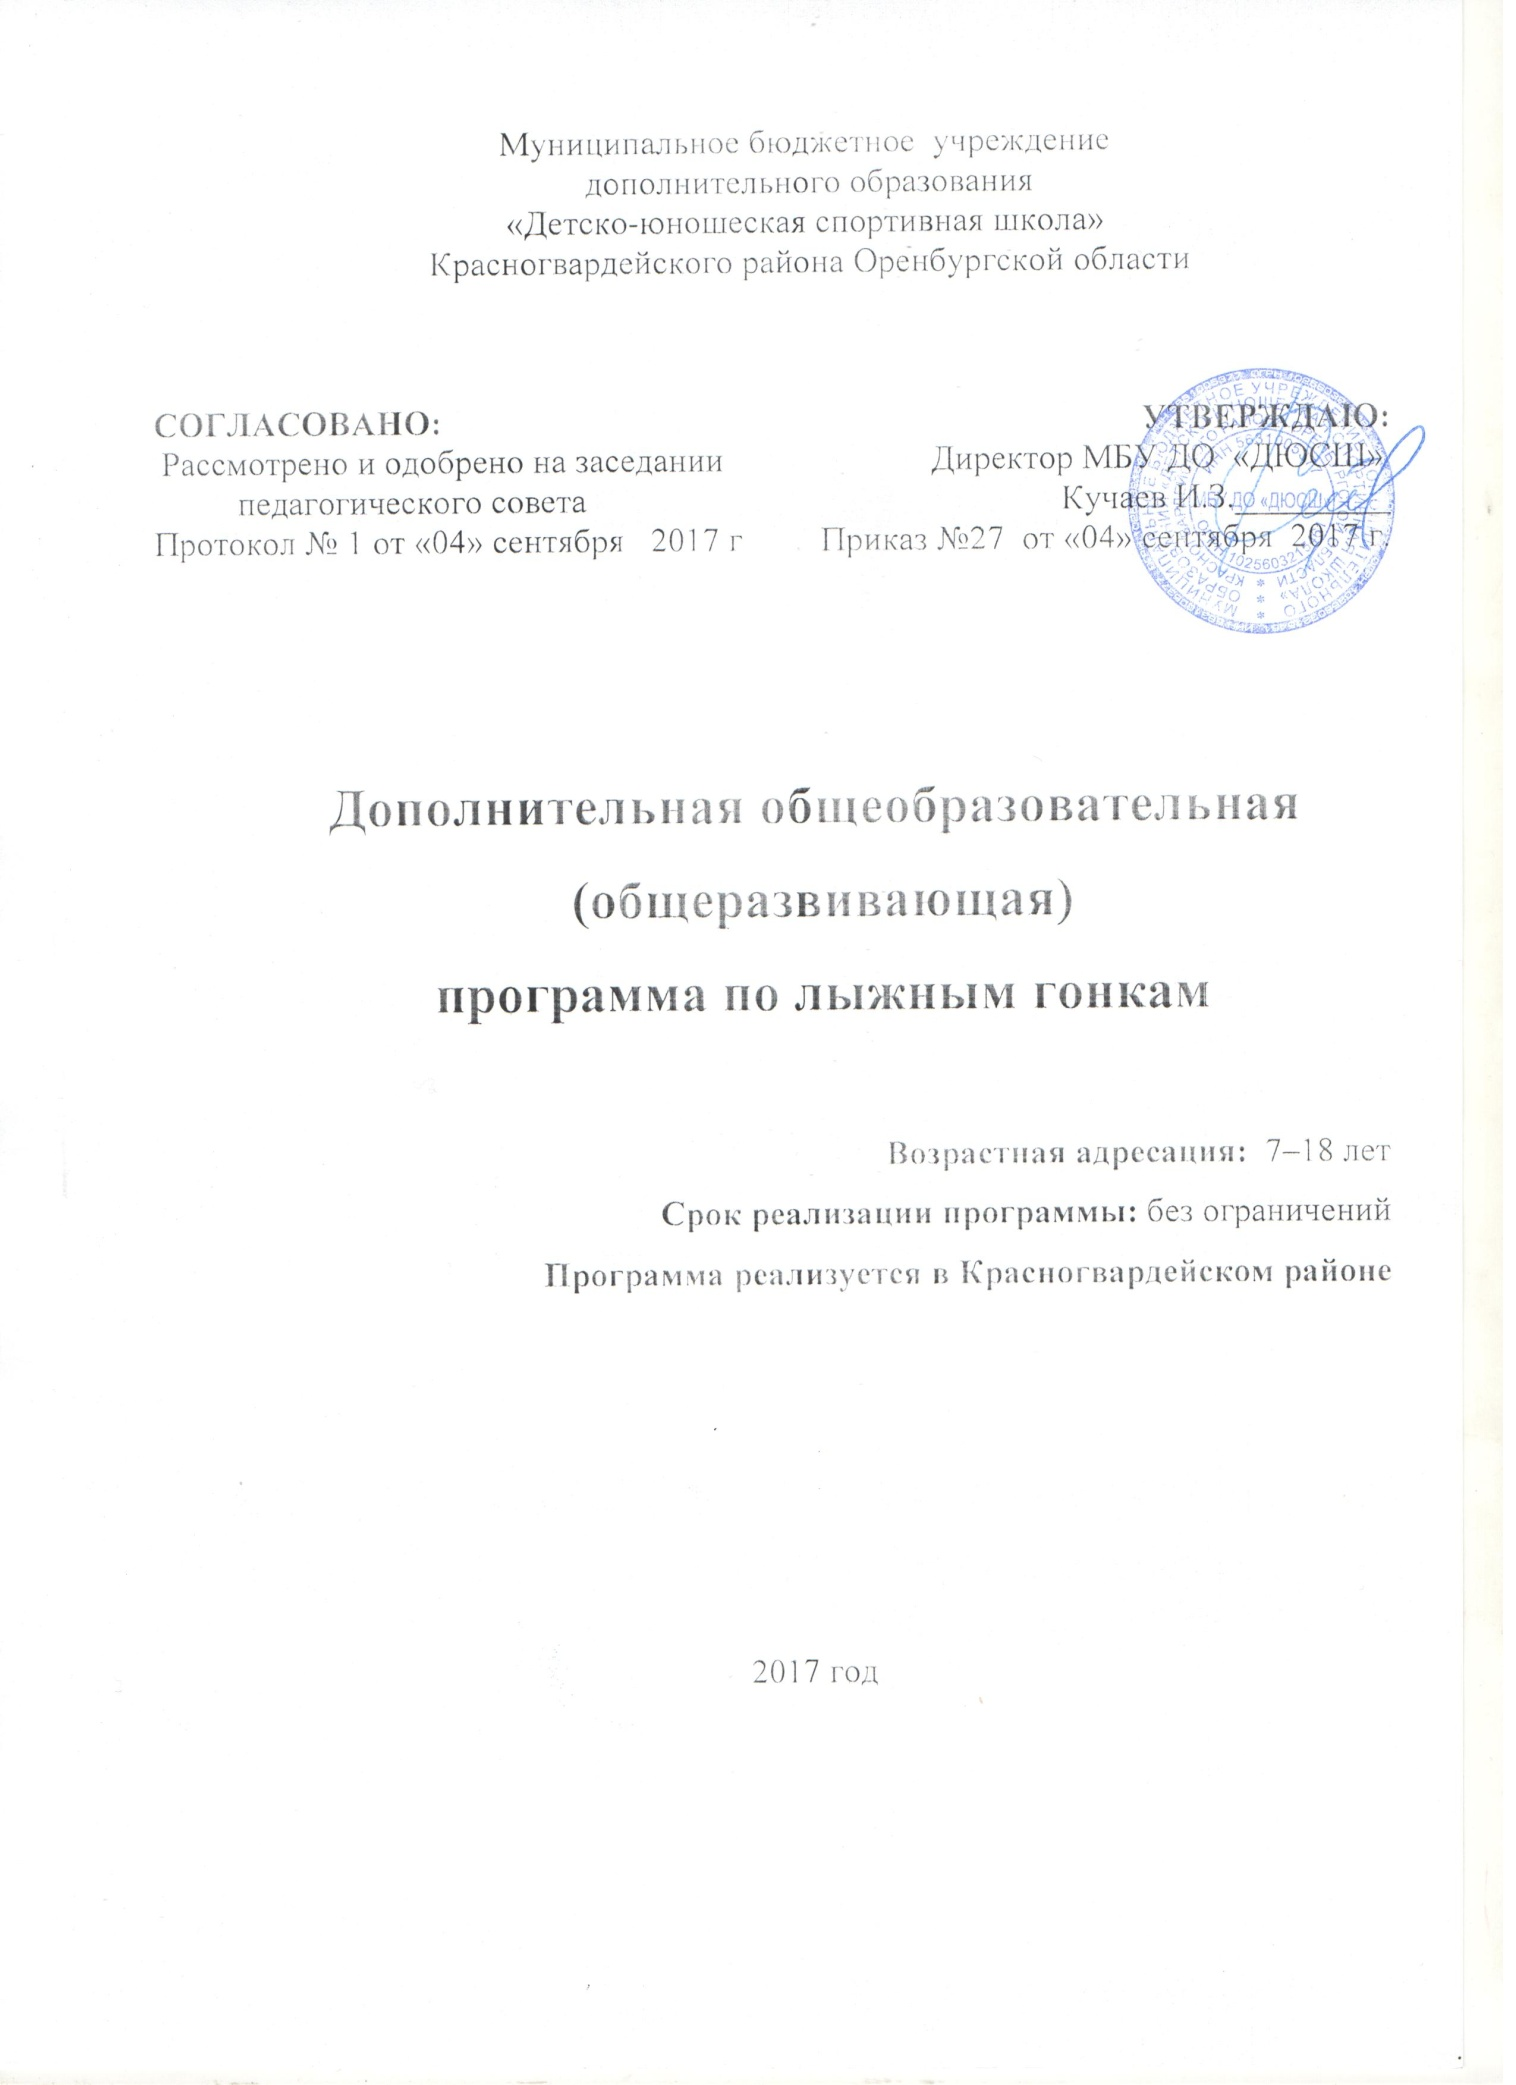 Муниципальное бюджетное учреждение
дополнительного образования
«Детско-юношеская спортивная школа»
Красногвардейского района Оренбургской области
СОГЛАСОВАНО:
Рассмотрено и одобрено на заседании
педагогического совета
Протокол № 1 от «04» сентября 2017 г
УТВЕРЖДАЮ:
Директор МБУ ДО «ДЮСШ»
Кучаев И.З.
Приказ №27 от «04» сентября 2017 г.
МБУ ДО «ДЮСШ»
Дополнительная общеобразовательная
(общеразвивающая)
программа по лыжным гонкам
Возрастная адресация: 7–18 лет
Срок реализации программы: без ограничений
Программа реализуется в Красногвардейском районе
2017 год